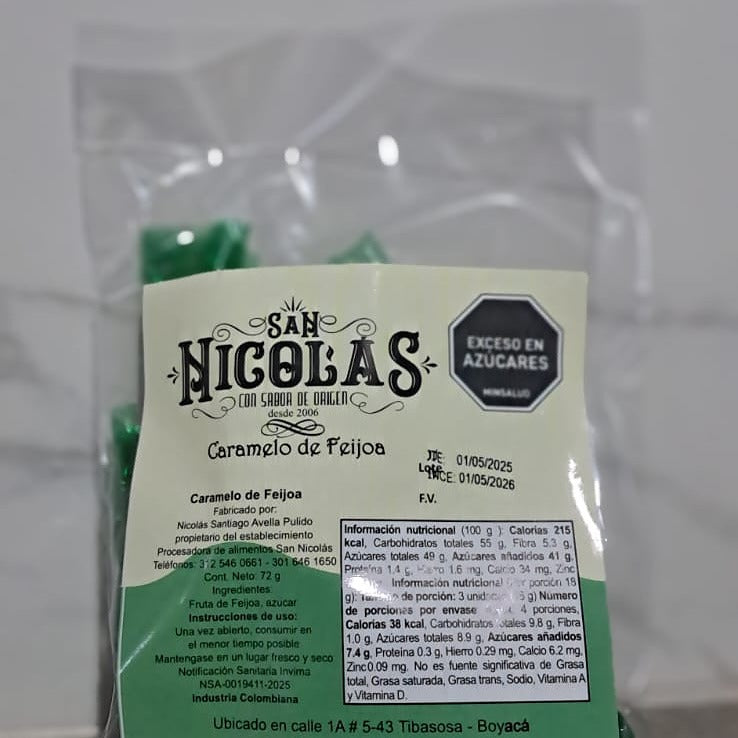 SAN
NICOLÁS
CON SABOR DE ORIGEN
desde 2006
Caramelo de Feijoa
EXCESO EN
AZÚCARES
MINSALUD
Lote
01/05/2025
VENCE: 01/05/2026
F.V.
Caramelo de Feijoa
Fabricado por:
Nicolás Santiago Avella Pulido
propietario del establecimiento
Procesadora de alimentos San Nicolás
Teléfonos: 312 546 0661 - 301 646 1650
Cont. Neto: 72 g
Ingredientes:
Fruta de Feijoa, azucar
Instrucciones de uso:
Una vez abierto, consumir en
el menor tiempo posible
Mantengase en un lugar fresco y seco
Notificación Sanitaria Invima
NSA-0019411-2025
Industria Colombiana
Información nutricional (100 g ): Calorias 215
kcal, Carbohidratos totales 55 g, Fibra 5.3 g,
Azúcares totales 49 g, Azúcares añadidos 41 g,
Proteína 1.4 g, Hierro 1.6 mg, Calcio 34 mg, Zinc
Información nutricional (por porción 18
g): de porción: 3 unidades Número
de porciones por envase 4 porciones,
Calorías 38 kcal, Carbohidratos totales 9.8 g, Fibra
1.0 g, Azúcares totales 8.9 g, Azúcares añadidos
7.4 g, Proteína 0.3 g, Hierro 0.29 mg, Calcio 6.2 mg,
Zinc 0.09 mg. No es fuente significativa de Grasa
total, Grasa saturada, Grasa trans, Sodio, Vitamina A
y Vitamina D.
Ubicado en calle 1A # 5-43 Tibasosa - Boyacá